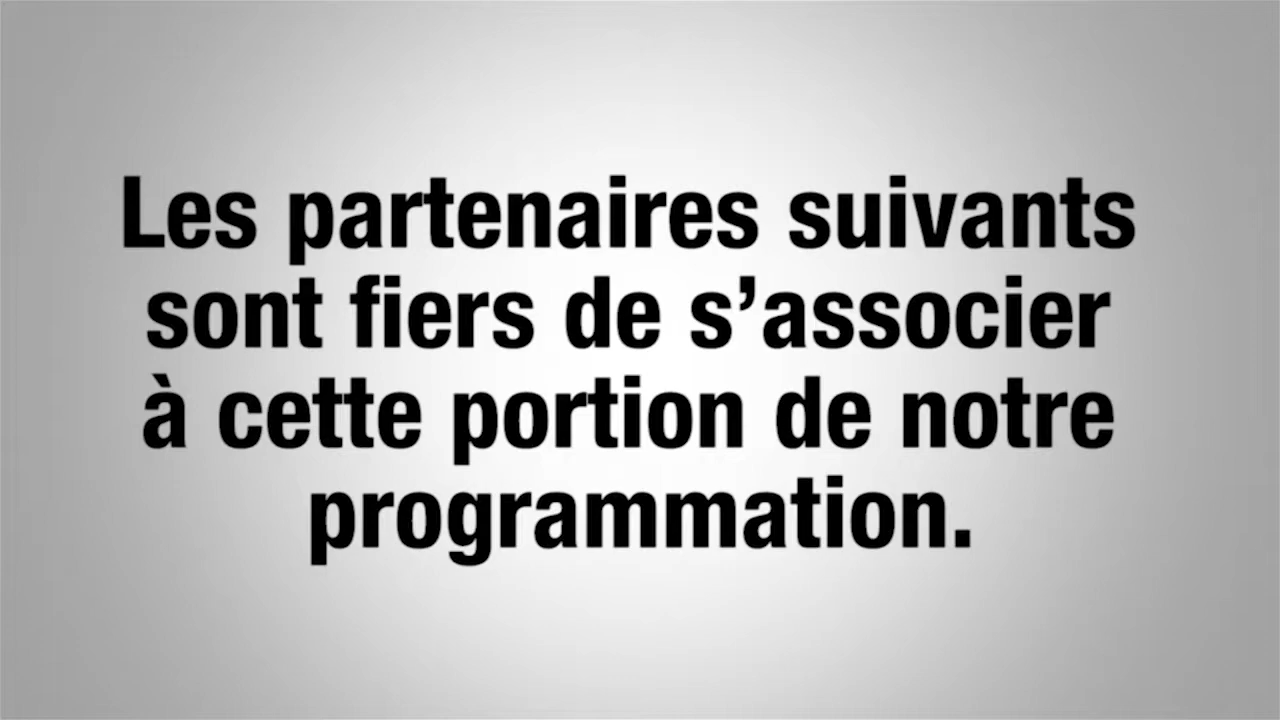 Les partenaires suivants
sont fiers de s’associer
à cette portion de notre
programmation.